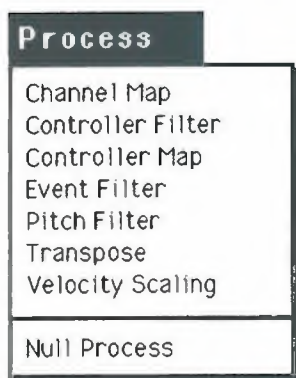 Process
Channel Map
Controller Filter
Controller Map
Event Filter
Pitch Filter
Transpose
Velocity Scaling
Null Process